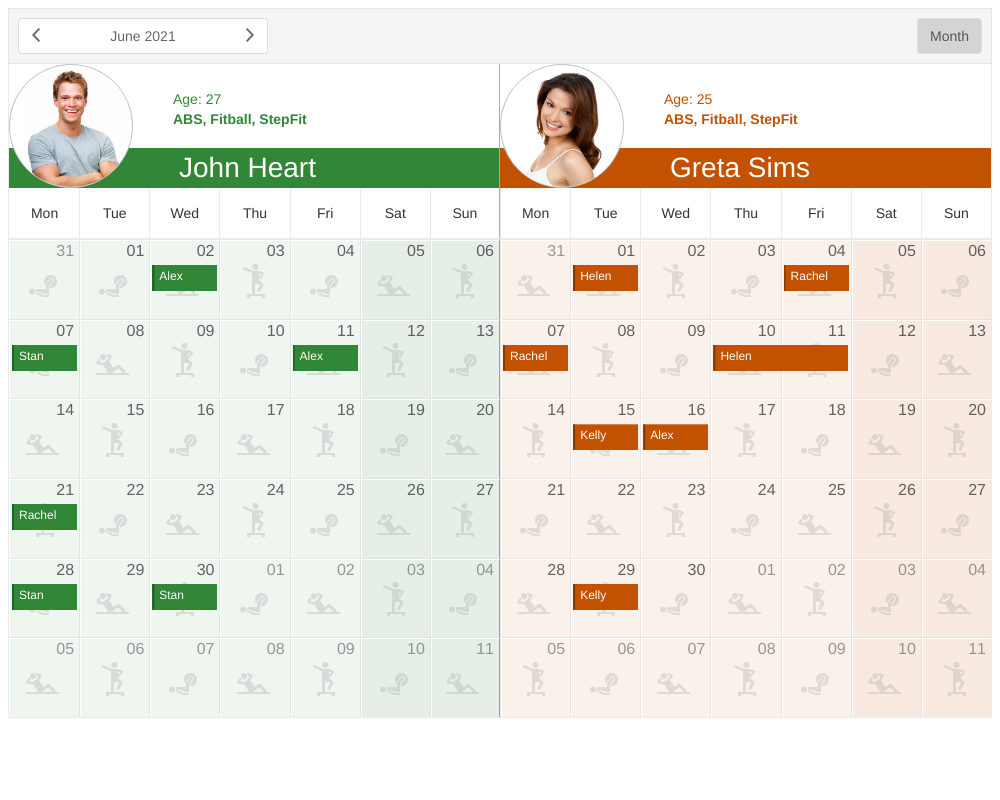 June 2021
Month
Age: 27
ABS, Fitball, StepFit
John Heart
Age: 25
ABS, Fitball, StepFit
Greta Sims
Mon Tue Wed Thu Fri Sat Sun Mon Tue Wed Thu Fri Sat Sun
31 01 02 03 04 05 06 31 01 02 03 04 05 06
Alex Helen Rachel
07 08 09 10 11 12 13 07 08 09 10 11 12 13
Stan Alex Rachel Helen
14 15 16 17 18 19 20 14 15 16 17 18 19 20
Kelly Alex
21 22 23 24 25 26 27 21 22 23 24 25 26 27
Rachel
28 29 30 01 02 03 04 28 29 30 01 02 03 04
Stan Stan Kelly
05 06 07 08 09 10 11 05 06 07 08 09 10 11